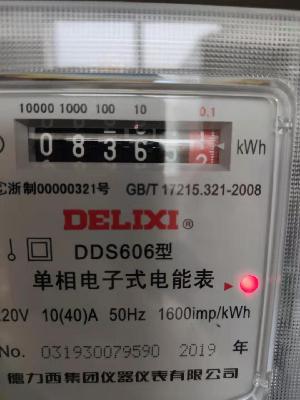 10000 1000 100 10 0,1
0 8 3 6 5 kWh
浙制00000321号 GB/T 17215.321-2008
DELIXI®
DDS606型
单相电子式电能表
220V 10(40)A 50Hz 1600imp/kWh
No. 031930079590 2019 年
德力西集团仪器仪表有限公司